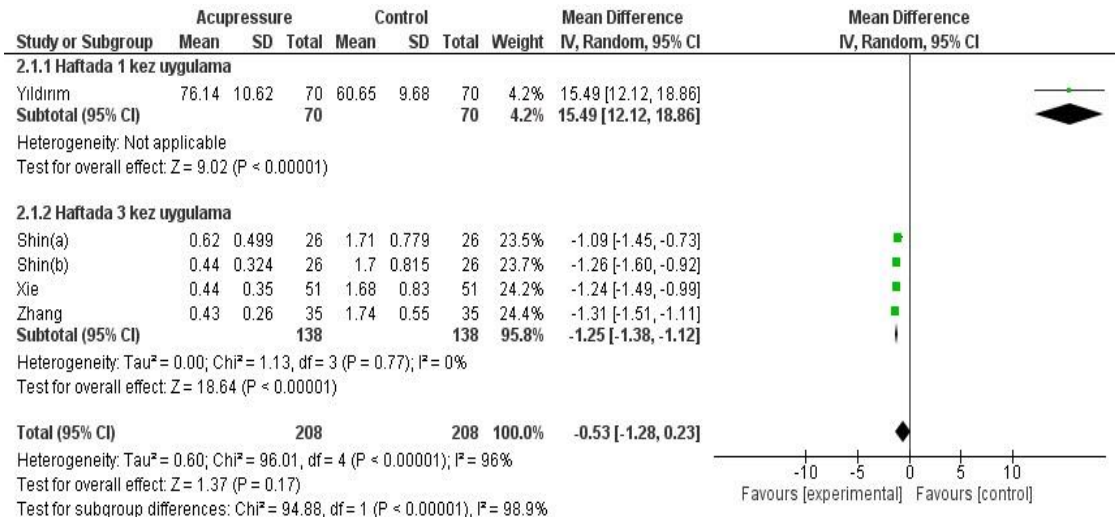 Acupressure Control Mean Difference Mean Difference
Study or Subgroup Mean SD Total Mean SD Total Weight IV, Random, 95% CI IV, Random, 95% CI
2.1.1 Haftada 1 kez uygulama
Yıldırım 76.14 10.62 70 60.65 9.68 70 4.2% 15.49 [12.12, 18.86]
Subtotal (95% CI) 70 70 4.2% 15.49 [12.12, 18.86]
Heterogeneity: Not applicable
Test for overall effect: Z = 9.02 (P < 0.00001)
2.1.2 Haftada 3 kez uygulama
Shin(a) 0.62 0.499 26 1.71 0.779 26 23.5% -1.09 [-1.45, -0.73]
Shin(b) 0.44 0.324 26 1.7 0.815 26 23.7% -1.26 [-1.60, -0.92]
Xie 0.44 0.35 51 1.68 0.83 51 24.2% -1.24 [-1.49, -0.99]
Zhang 0.43 0.26 35 1.74 0.55 35 24.4% -1.31 [-1.51, -1.11]
Subtotal (95% CI) 138 138 95.8% -1.25 [-1.38, -1.12]
Heterogeneity: Tau² = 0.00; Chi² = 1.13, df = 3 (P = 0.77); I² = 0%
Test for overall effect: Z = 18.64 (P < 0.00001)
Total (95% CI) 208 208 100.0% -0.53 [-1.28, 0.23]
Heterogeneity: Tau² = 0.60; Chi² = 96.01, df = 4 (P < 0.00001); I² = 96%
Test for overall effect: Z = 1.37 (P = 0.17)
Test for subgroup differences: Chi² = 94.88, df = 1 (P < 0.00001), I² = 98.9%
-10 -5 0 5 10
Favours [experimental] Favours [control]